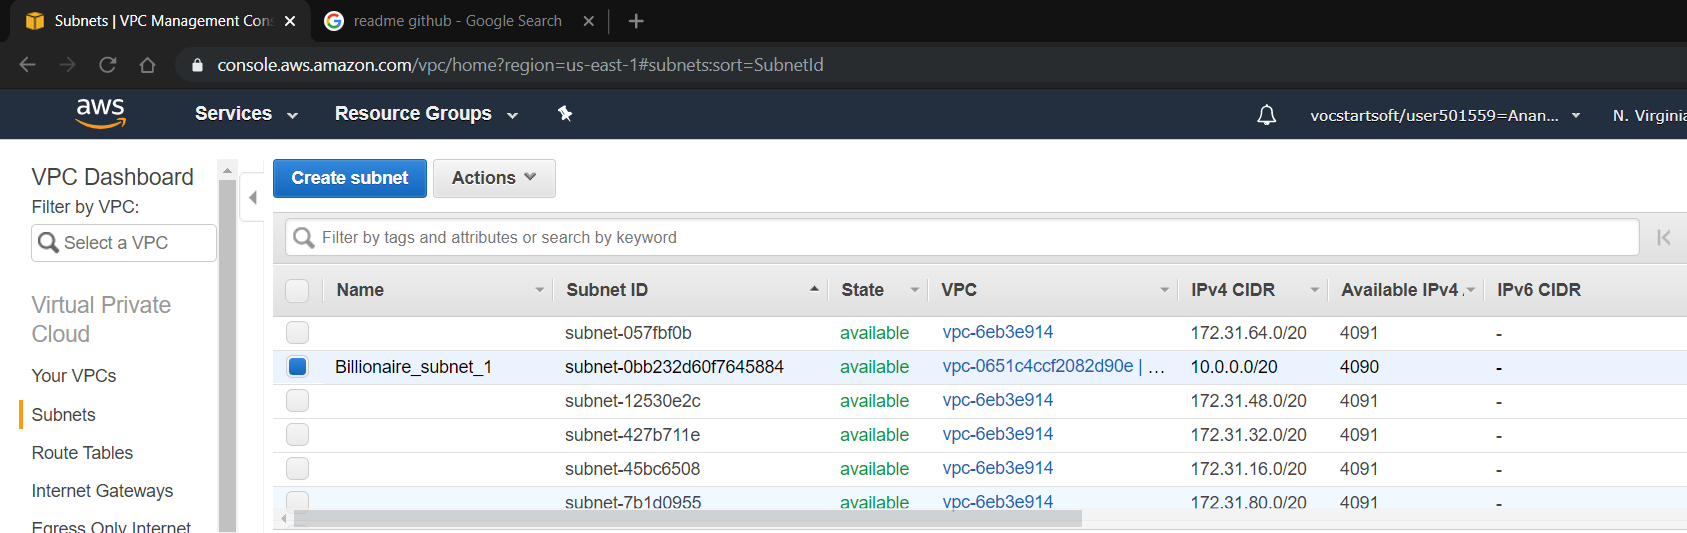 Subnets | VPC Management Con
readme github - Google Search
console.aws.amazon.com/vpc/home?region=us-east-1#subnets:sort=SubnetId
aws Services Resource Groups vocstartsoft/user501559=Anan... N. Virginia
VPC Dashboard
Filter by VPC:
Select a VPC
Virtual Private
Cloud
Your VPCs
Subnets
Route Tables
Internet Gateways
Egress Only Internet
Create subnet Actions
Filter by tags and attributes or search by keyword
Name Subnet ID State VPC IPv4 CIDR Available IPv4 IPv6 CIDR
subnet-057fbf0b available vpc-6eb3e914 172.31.64.0/20 4091 -
Billionaire_subnet_1 subnet-0bb232d60f7645884 available vpc-0651c4ccf2082d90e | ... 10.0.0.0/20 4090 -
subnet-12530e2c available vpc-6eb3e914 172.31.48.0/20 4091 -
subnet-427b711e available vpc-6eb3e914 172.31.32.0/20 4091 -
subnet-45bc6508 available vpc-6eb3e914 172.31.16.0/20 4091 -
subnet-7b1d0955 available vpc-6eb3e914 172.31.80.0/20 4091 -